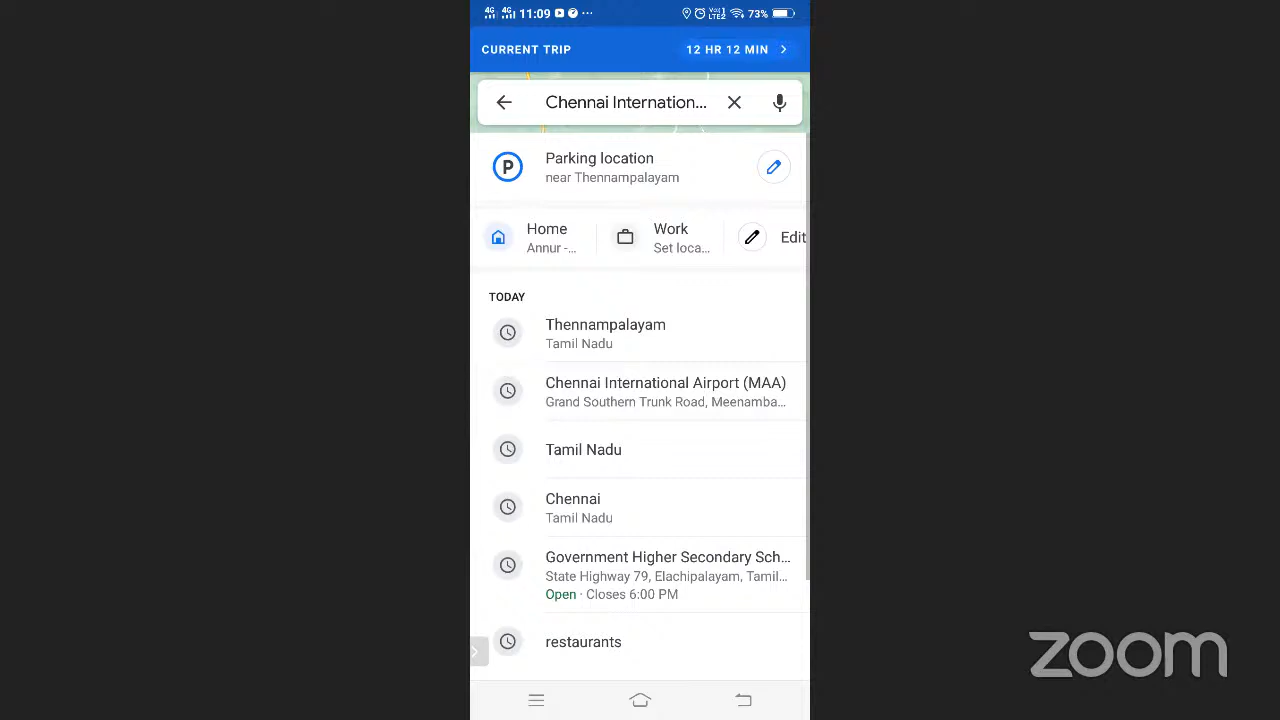 4G 4G 11:09 73%
CURRENT TRIP 12 HR 12 MIN
Chennai Internation...
P Parking location
near Thennampalayam
Home Work Edit
Annur -... Set loca...
TODAY
Thennampalayam
Tamil Nadu
Chennai International Airport (MAA)
Grand Southern Trunk Road, Meenamba...
Tamil Nadu
Chennai
Tamil Nadu
Government Higher Secondary Sch...
State Highway 79, Elachipalayam, Tamil...
Open · Closes 6:00 PM
restaurants
zoom